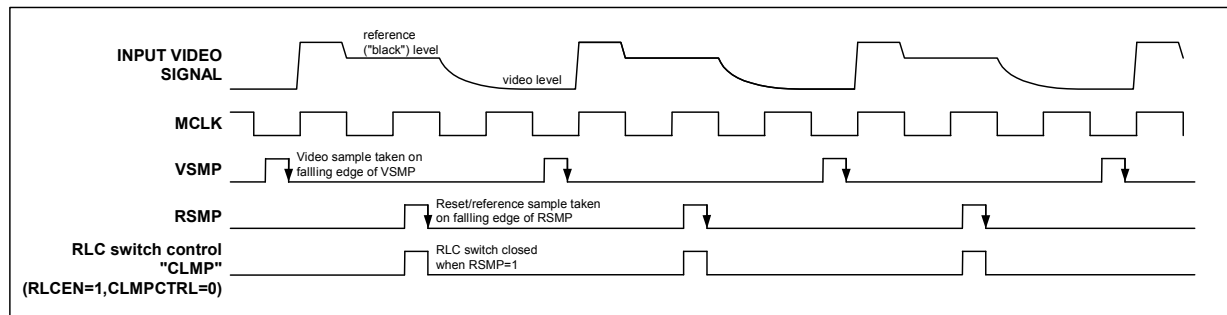 INPUT VIDEO
SIGNAL
reference
("black") level
video level
MCLK
VSMP
Video sample taken on
fallling edge of VSMP
RSMP
Reset/reference sample taken
on fallling edge of RSMP
RLC switch control
"CLMP"
(RLCEN=1,CLMPCTRL=0)
RLC switch closed
when RSMP=1